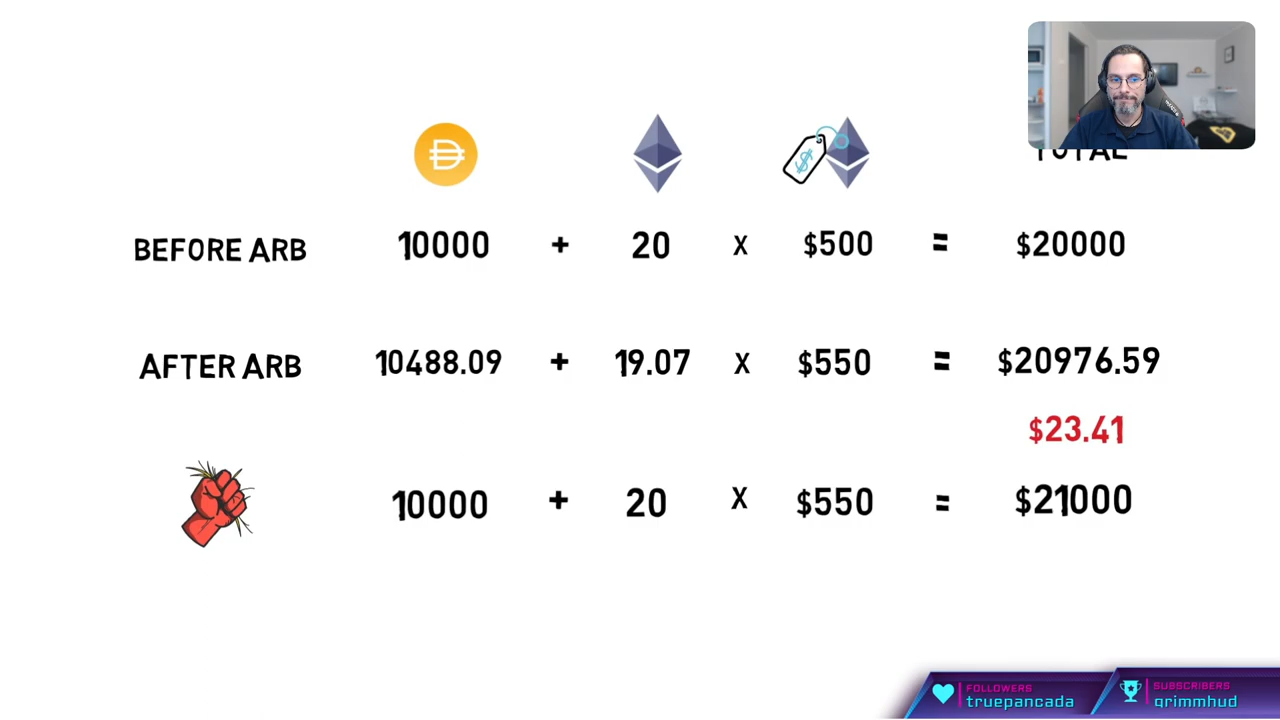 TOTAL
BEFORE ARB 10000 + 20 X $500 = $20000
AFTER ARB 10488.09 + 19.07 X $550 = $20976.59
$23.41
10000 + 20 X $550 = $21000
FOLLOWERS
truepancada
SUBSCRIBERS
grimmhud